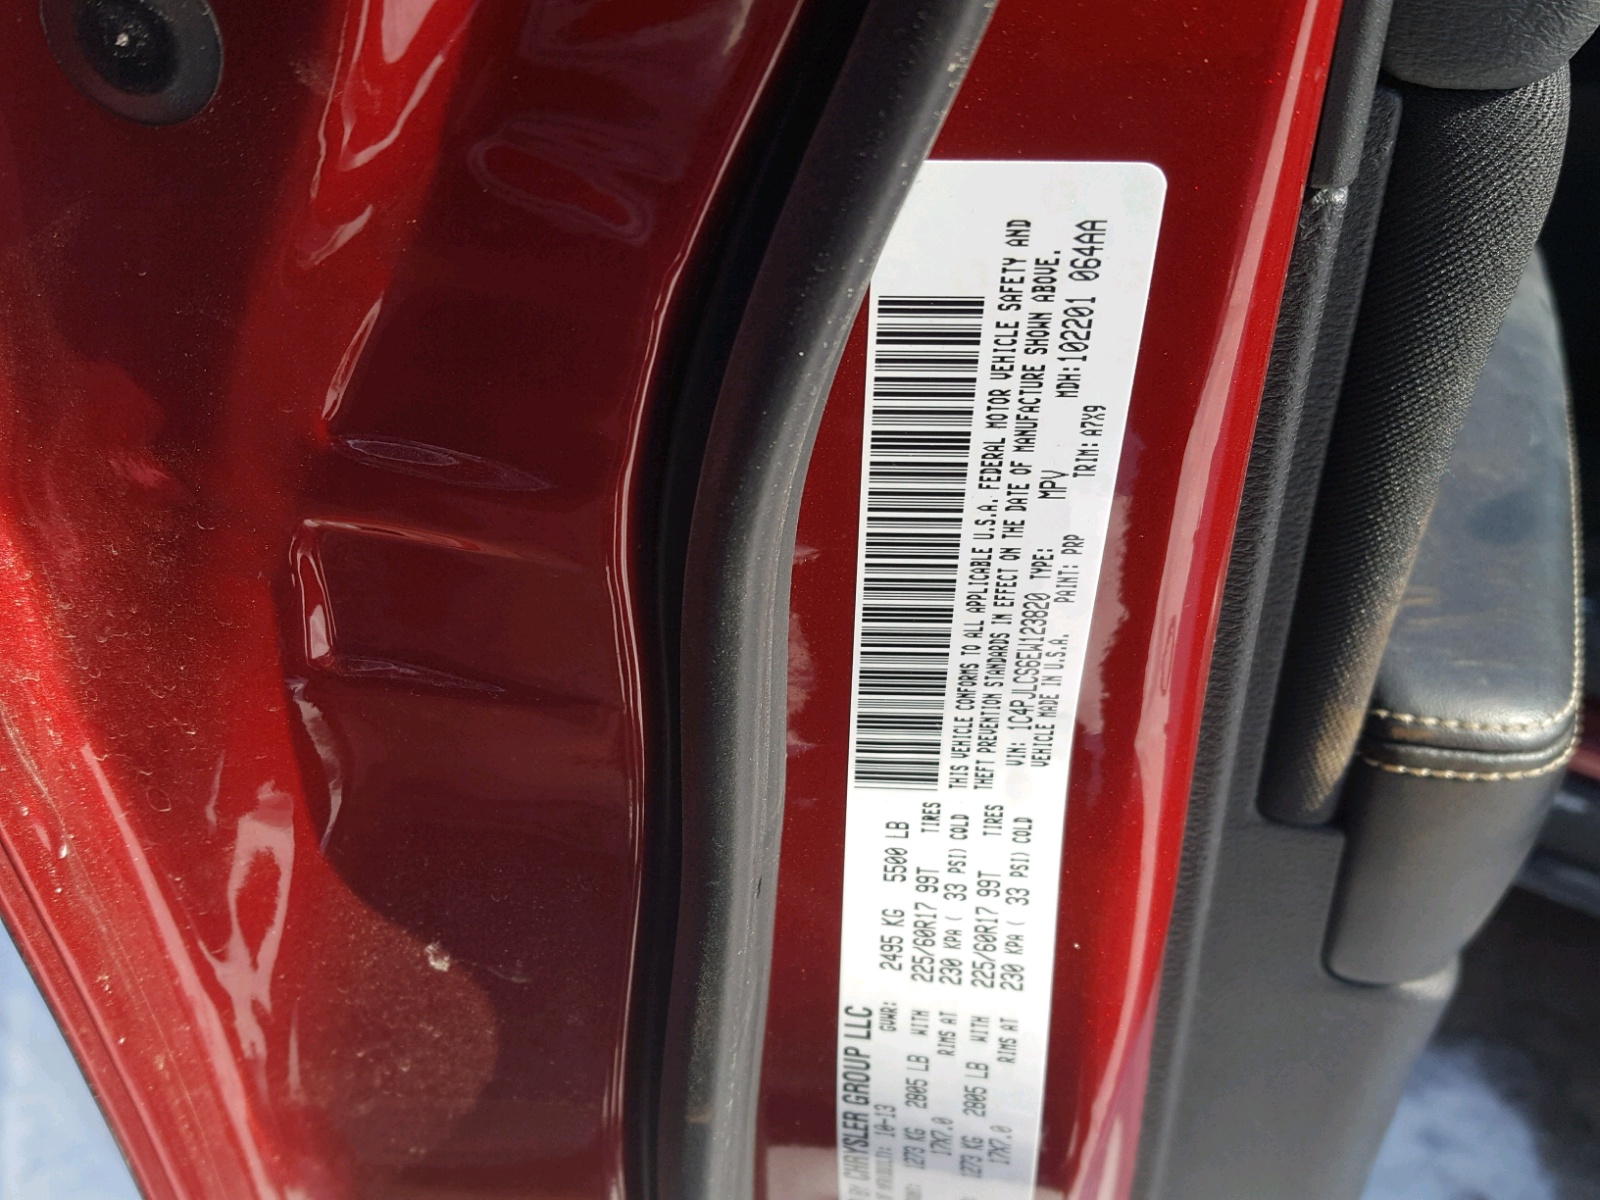 BY CHRYSLER GROUP LLC
10-13 GVWR: 2495 KG 5500 LB
1273 KG 2805 LB WITH 225/60R17 99T TIRES
17X7.0 RIMS AT 230 KPA ( 33 PSI) COLD
1273 KG 2805 LB WITH 225/60R17 99T TIRES
17X7.0 RIMS AT 230 KPA ( 33 PSI) COLD
THIS VEHICLE CONFORMS TO ALL APPLICABLE U.S.A. FEDERAL MOTOR VEHICLE SAFETY AND
THEFT PREVENTION STANDARDS IN EFFECT ON THE DATE OF MANUFACTURE SHOWN ABOVE.
VIN: 1C4PJLCS6EW123820 TYPE: MPV MDH:102201 064AA
VEHICLE MADE IN U.S.A. PAINT: PRP TRIM: A7X9